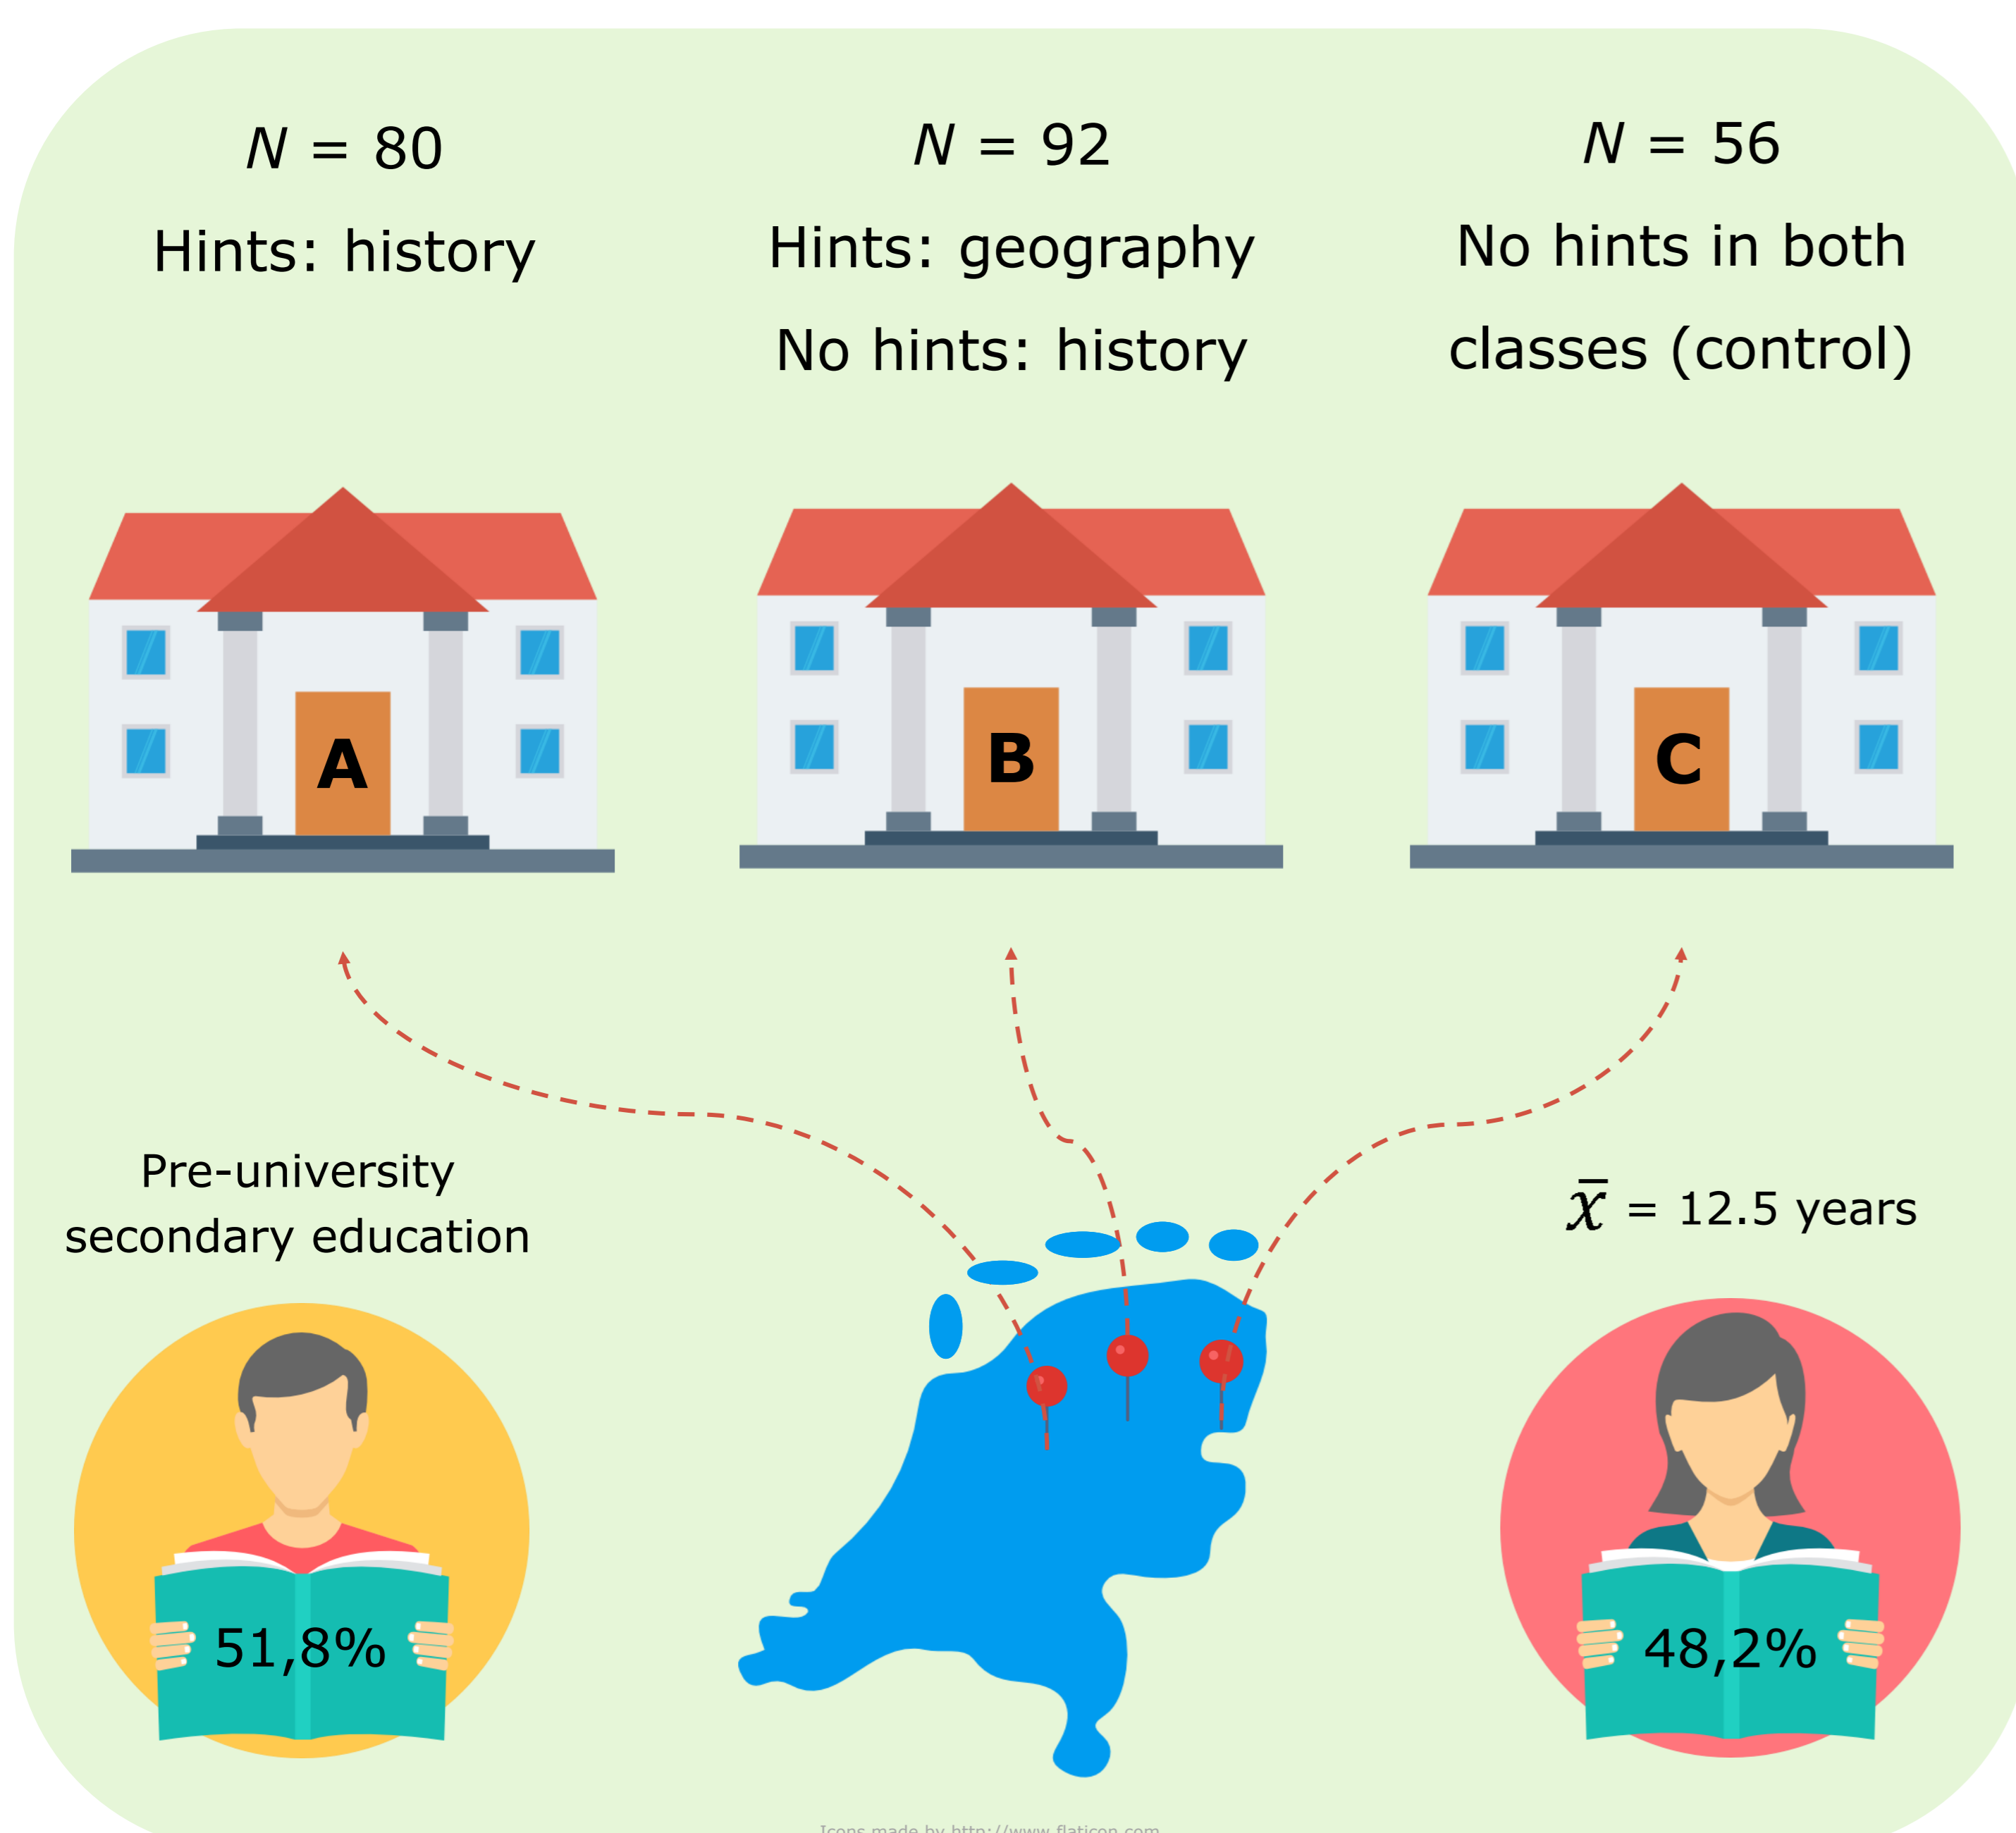 N = 80
Hints: history
N = 92
Hints: geography
No hints: history
N = 56
No hints in both
classes (control)
A
B
C
Pre-university
secondary education
x̅ = 12.5 years
51,8%
48,2%
Icons made by http://www.flaticon.com